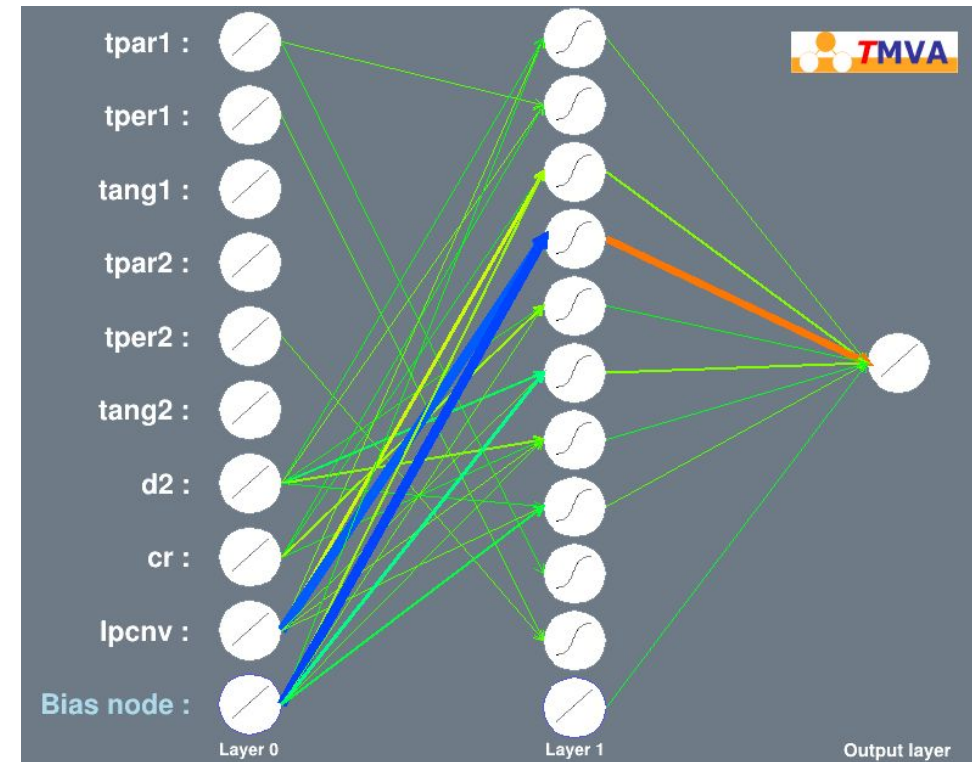 tpar1 :
TMVA
tper1 :
tang1 :
tpar2 :
tper2 :
tang2 :
d2 :
cr :
lpcnv :
Bias node :
Layer 0
Layer 1
Output layer